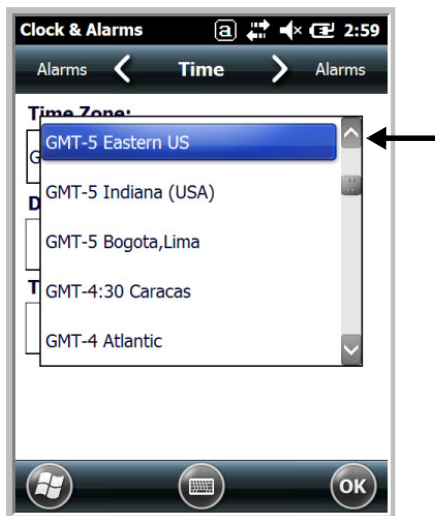 Clock & Alarms a 2:59
Alarms Time Alarms
Time Zone:
G
GMT-5 Eastern US
GMT-5 Indiana (USA)
D
GMT-5 Bogota,Lima
T
GMT-4:30 Caracas
GMT-4 Atlantic
OK